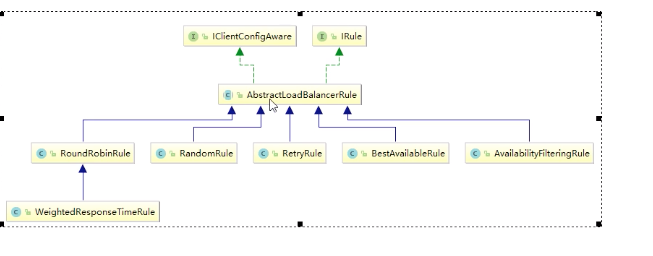 IClientConfigAware
IRule
AbstractLoadBalancerRule
RoundRobinRule
RandomRule
RetryRule
BestAvailableRule
AvailabilityFilteringRule
WeightedResponseTimeRule